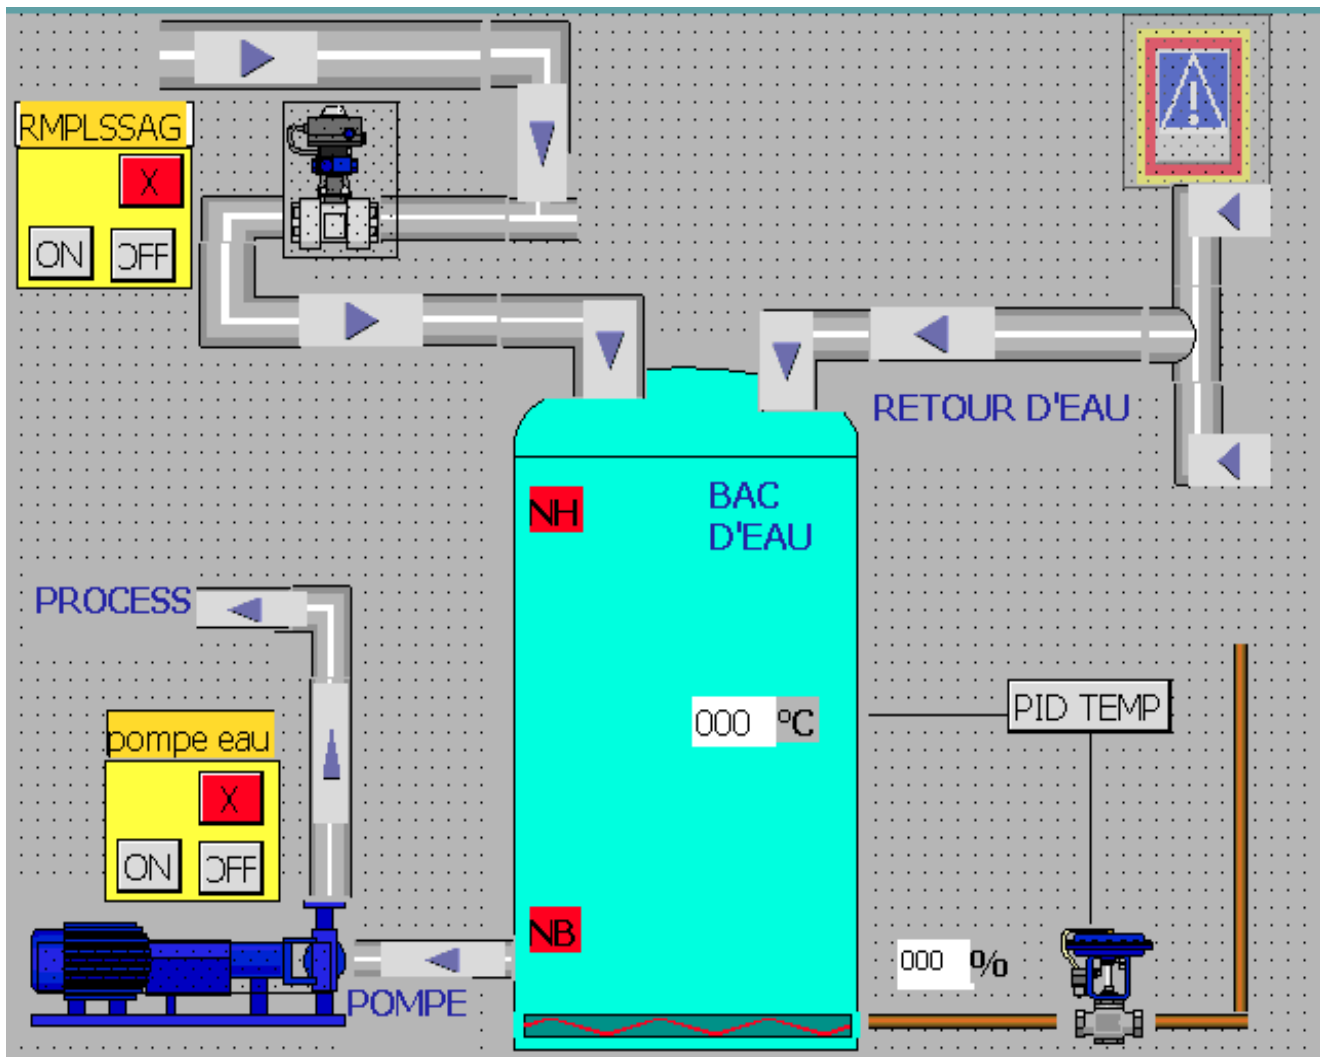 RMPLSSAG
X
ON OFF
RETOUR D'EAU
NH
BAC
D'EAU
PROCESS
000 °C
PID TEMP
pompe eau
X
ON OFF
NB
000 %
POMPE